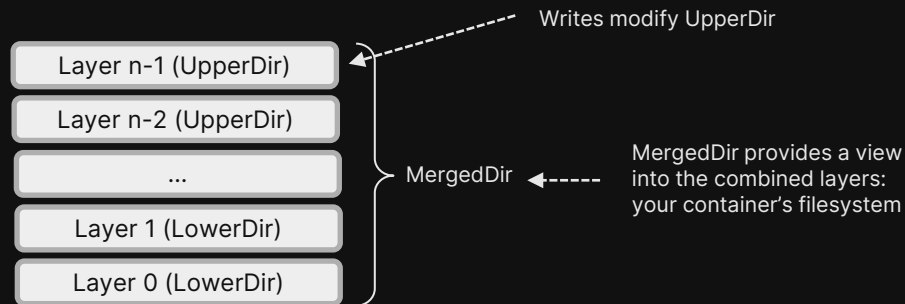 Writes modify UpperDir
Layer n-1 (UpperDir)
Layer n-2 (UpperDir)
...
Layer 1 (LowerDir)
Layer 0 (LowerDir)
MergedDir
MergedDir provides a view
into the combined layers:
your container’s filesystem